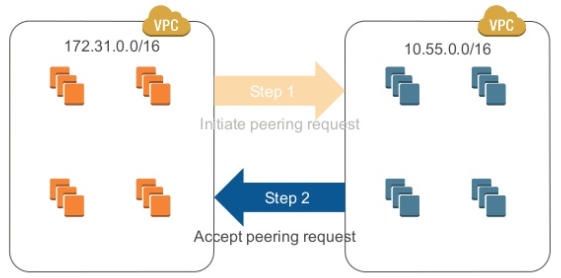 VPC
VPC
172.31.0.0/16
10.55.0.0/16
Step 1
Initiate peering request
Step 2
Accept peering request